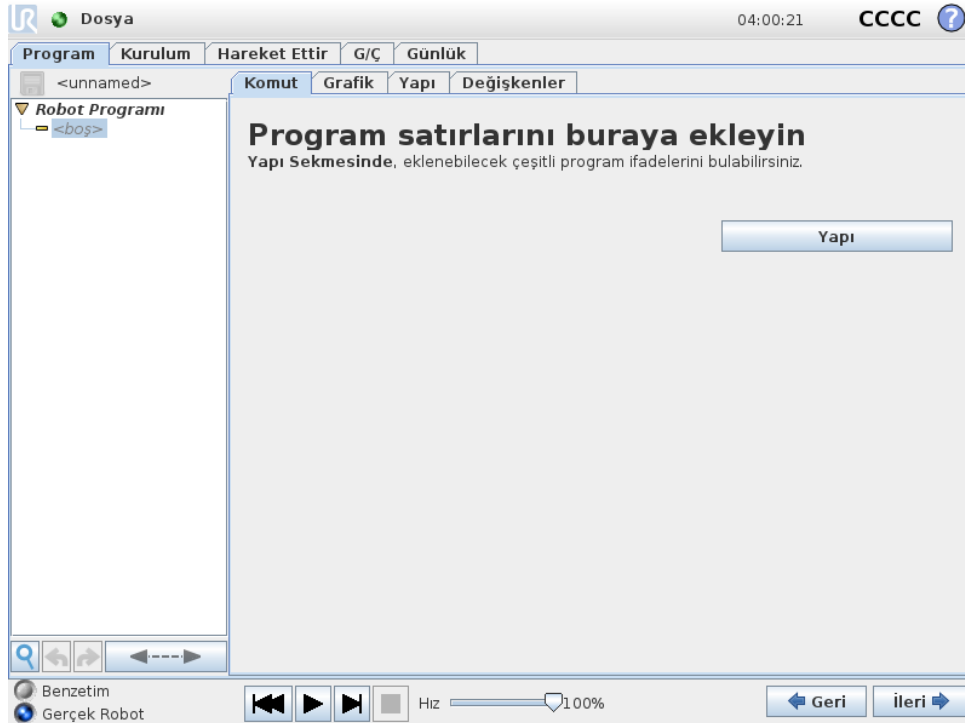 UR Dosya 04:00:21 CCCC ?
Program Kurulum Hareket Ettir G/Ç Günlük
<unnamed> Komut Grafik Yapı Değişkenler
Robot Programı
<boş>
Program satırlarını buraya ekleyin
Yapı Sekmesinde, eklenebilecek çeşitli program ifadelerini bulabilirsiniz.
Yapı
Benzetim
Gerçek Robot
Hız 100% Geri İleri